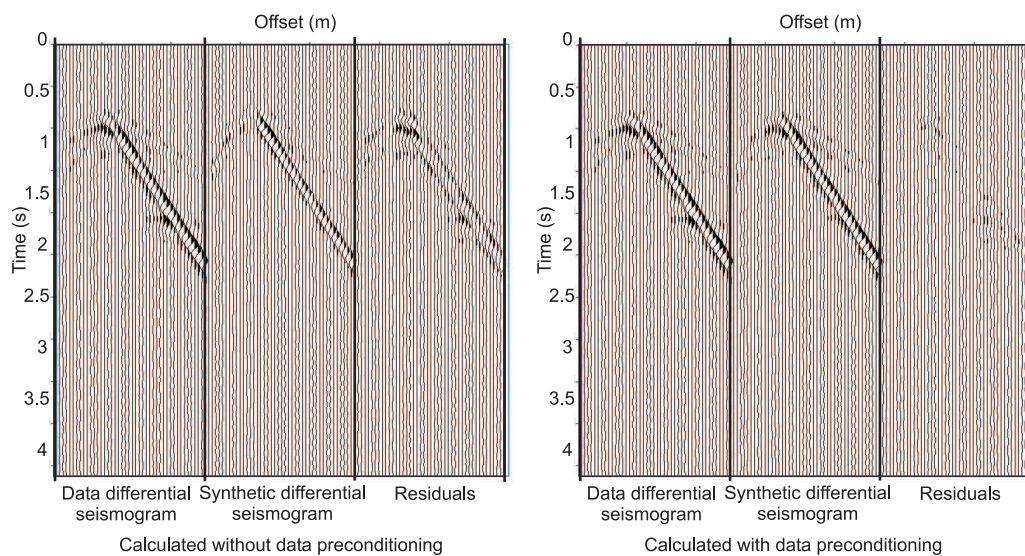 Offset (m)
0
0.5
1
1.5
2
2.5
3
3.5
4
Time (s)
Data differential
seismogram
Synthetic differential
seismogram
Residuals
Calculated without data preconditioning
Offset (m)
0
0.5
1
1.5
2
2.5
3
3.5
4
Time (s)
Data differential
seismogram
Synthetic differential
seismogram
Residuals
Calculated with data preconditioning